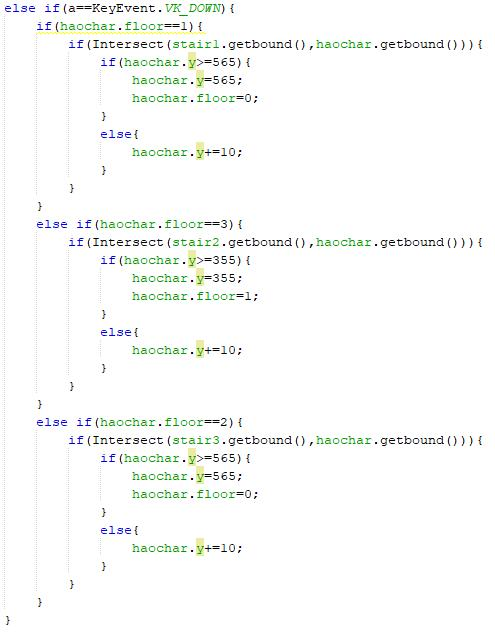 else if(a==KeyEvent.VK_DOWN){
    if(haochar.floor==1){
        if(Intersect(stair1.getbound(),haochar.getbound())){
            if(haochar.y>=565){
                haochar.y=565;
                haochar.floor=0;
            }
            else{
                haochar.y+=10;
            }
        }
    }
    else if(haochar.floor==3){
        if(Intersect(stair2.getbound(),haochar.getbound())){
            if(haochar.y>=355){
                haochar.y=355;
                haochar.floor=1;
            }
            else{
                haochar.y+=10;
            }
        }
    }
    else if(haochar.floor==2){
        if(Intersect(stair3.getbound(),haochar.getbound())){
            if(haochar.y>=565){
                haochar.y=565;
                haochar.floor=0;
            }
            else{
                haochar.y+=10;
            }
        }
    }
}